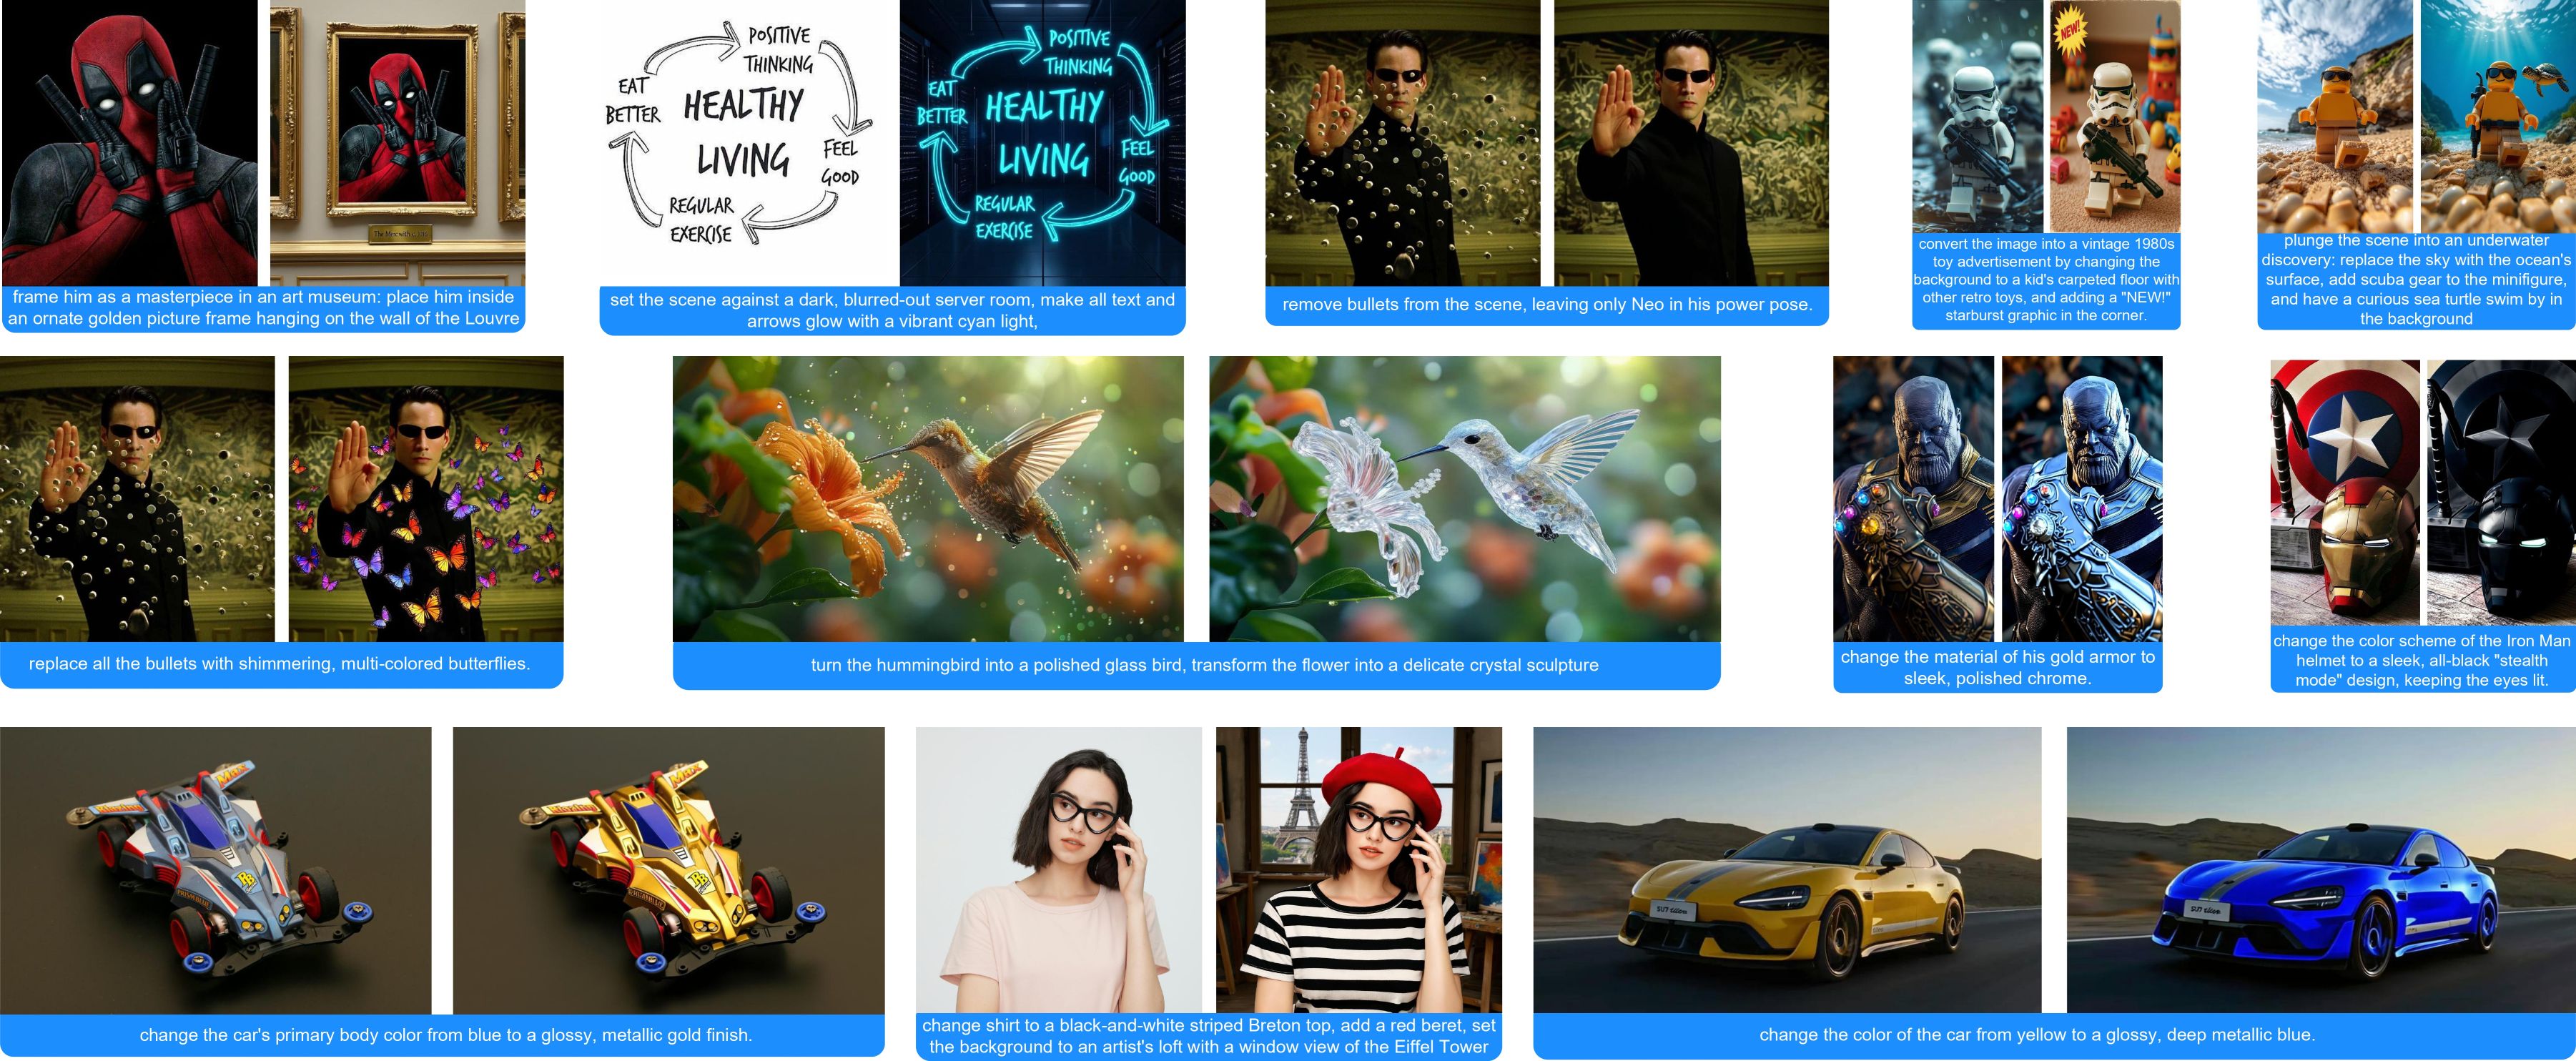 POSITIVE
THINKING
EAT
BETTER
HEALTHY
LIVING
FEEL
GOOD
REGULAR
EXERCISE
POSITIVE
THINKING
EAT
BETTER
HEALTHY
LIVING
FEEL
GOOD
REGULAR
EXERCISE
NEW!
frame him as a masterpiece in an art museum: place him inside
an ornate golden picture frame hanging on the wall of the Louvre
set the scene against a dark, blurred-out server room, make all text and
arrows glow with a vibrant cyan light,
remove bullets from the scene, leaving only Neo in his power pose.
convert the image into a vintage 1980s
toy advertisement by changing the
background to a kid's carpeted floor with
other retro toys, and adding a "NEW!"
starburst graphic in the corner.
plunge the scene into an underwater
discovery: replace the sky with the ocean's
surface, add scuba gear to the minifigure,
and have a curious sea turtle swim by in
the background
replace all the bullets with shimmering, multi-colored butterflies.
turn the hummingbird into a polished glass bird, transform the flower into a delicate crystal sculpture
change the material of his gold armor to
sleek, polished chrome.
change the color scheme of the Iron Man
helmet to a sleek, all-black "stealth
mode" design, keeping the eyes lit.
change the car's primary body color from blue to a glossy, metallic gold finish.
change shirt to a black-and-white striped Breton top, add a red beret, set
the background to an artist's loft with a window view of the Eiffel Tower
change the color of the car from yellow to a glossy, deep metallic blue.